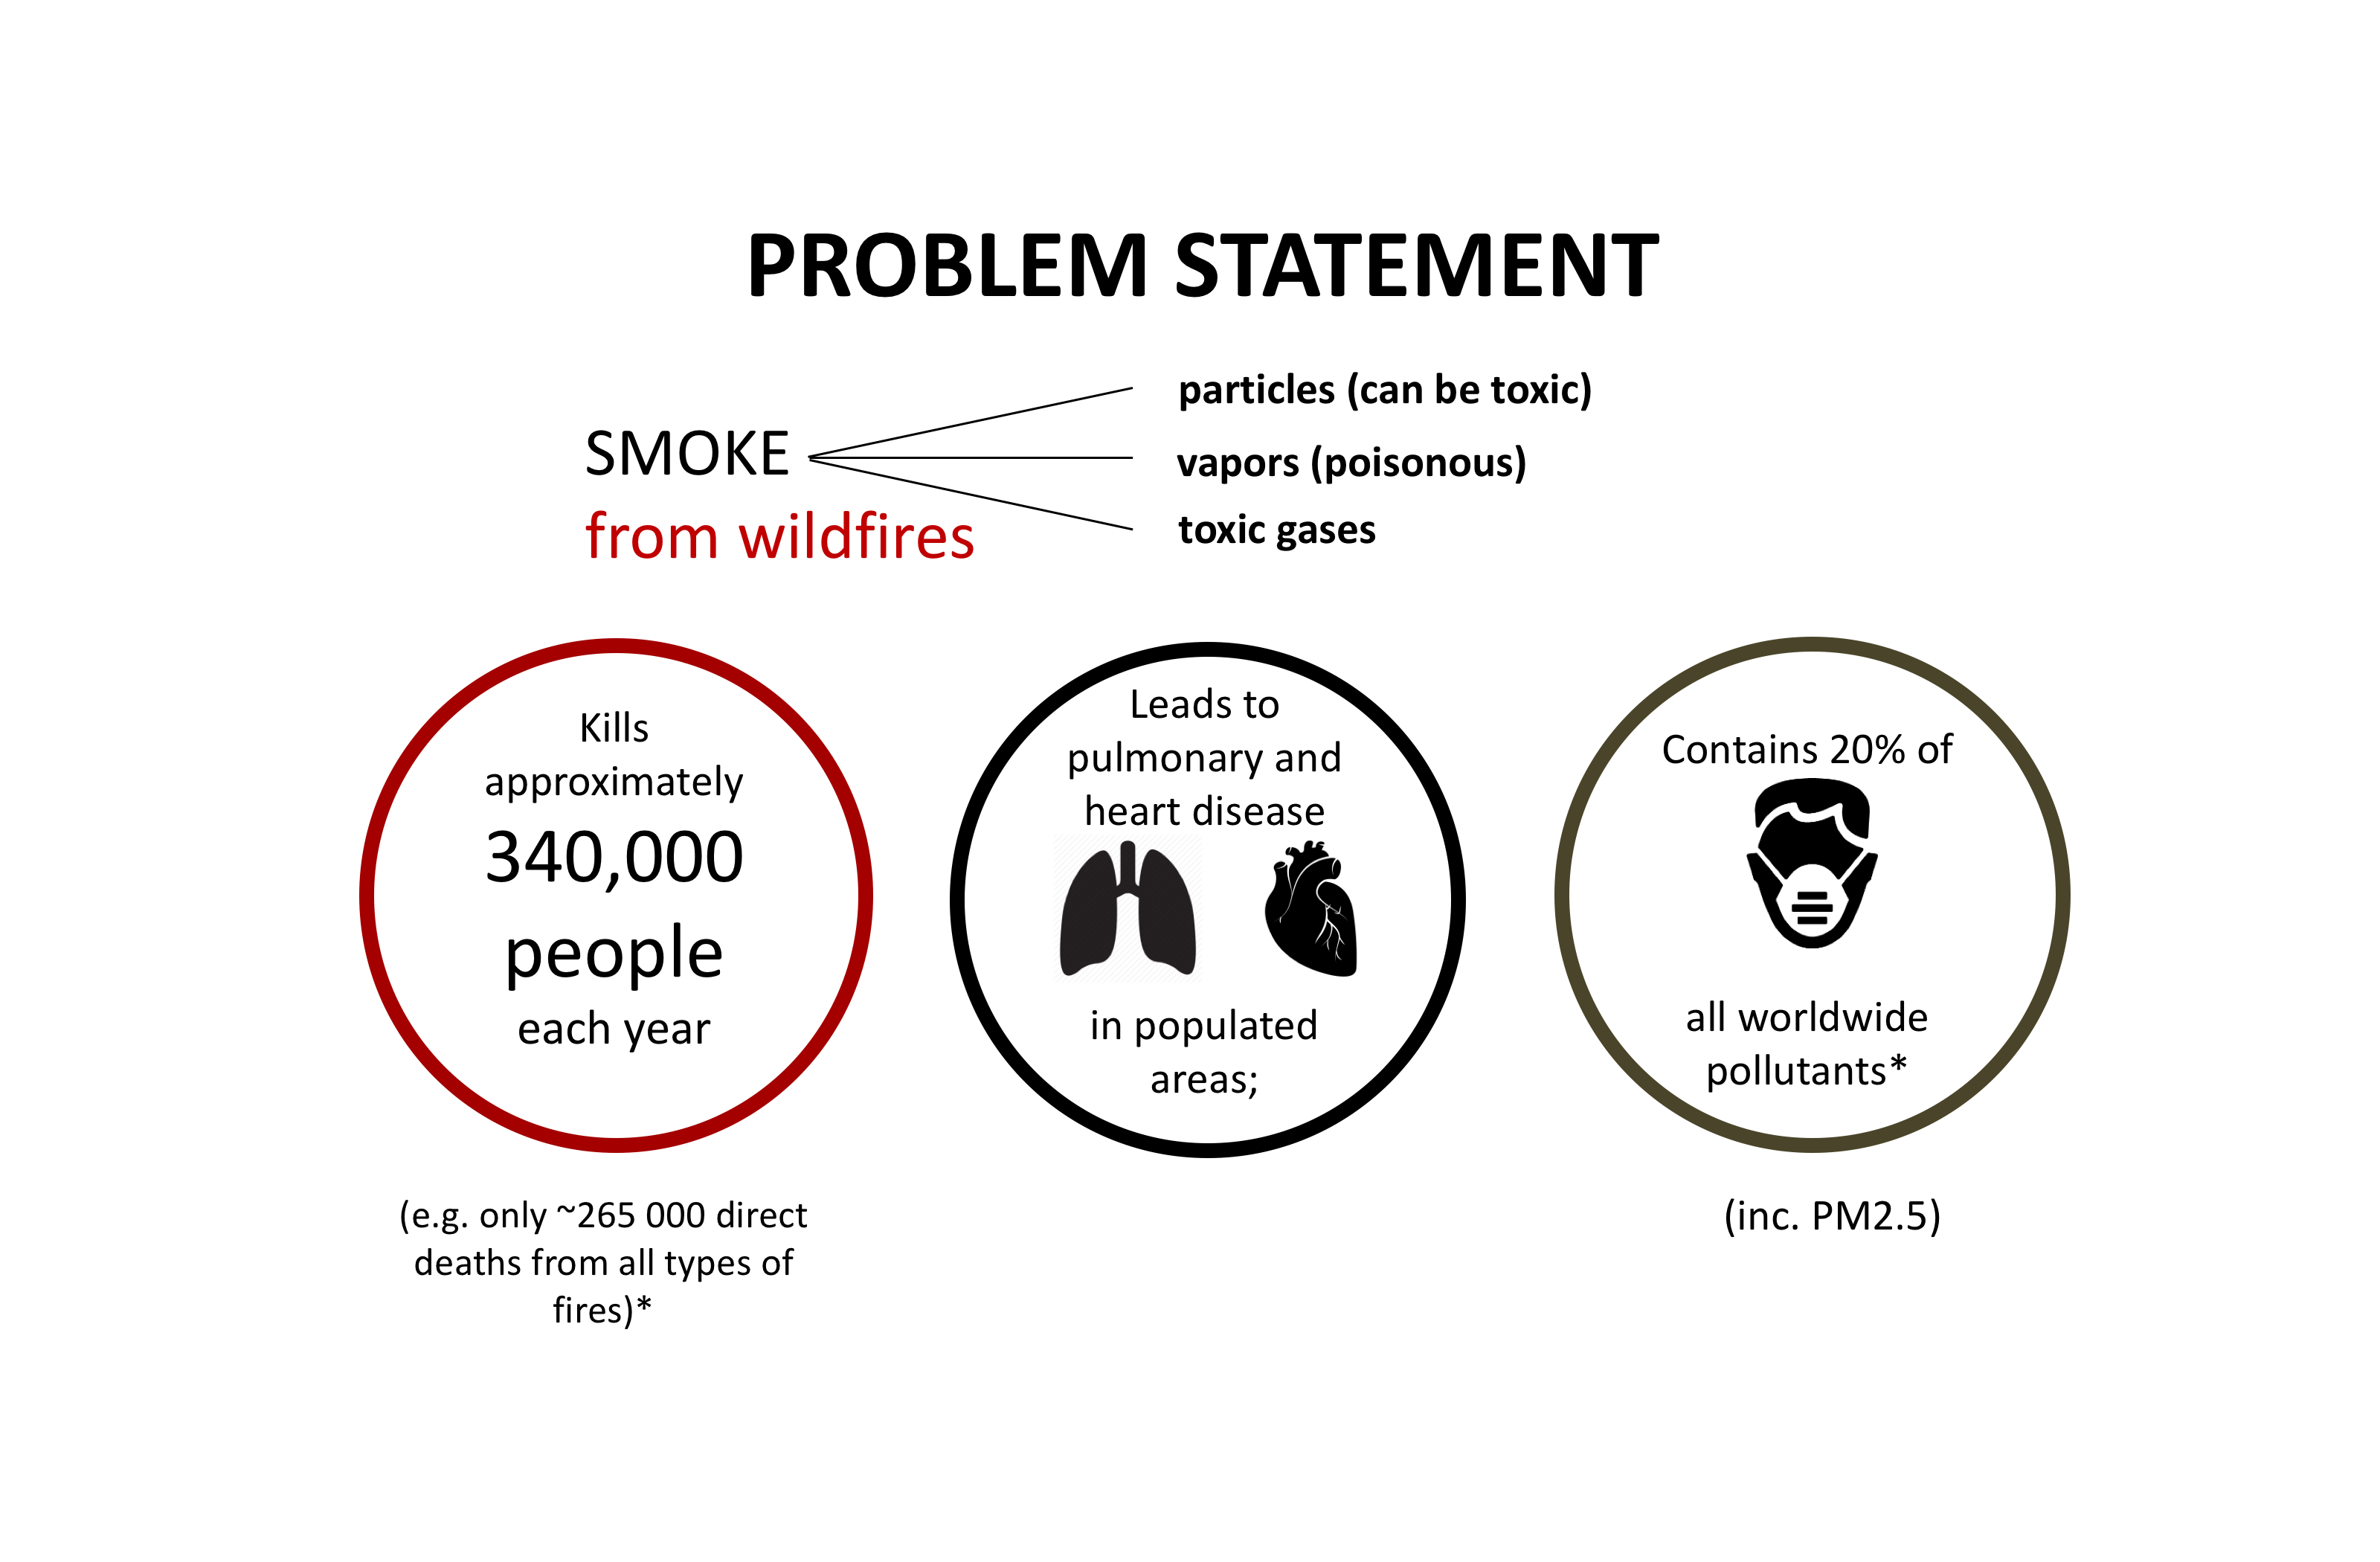 PROBLEM STATEMENT
particles (can be toxic)
SMOKE
vapors (poisonous)
from wildfires
toxic gases
Kills
approximately
340,000
people
each year
(e.g. only ~265 000 direct
deaths from all types of
fires)*
Leads to
pulmonary and
heart disease
in populated
areas;
Contains 20% of
all worldwide
pollutants*
(inc. PM2.5)